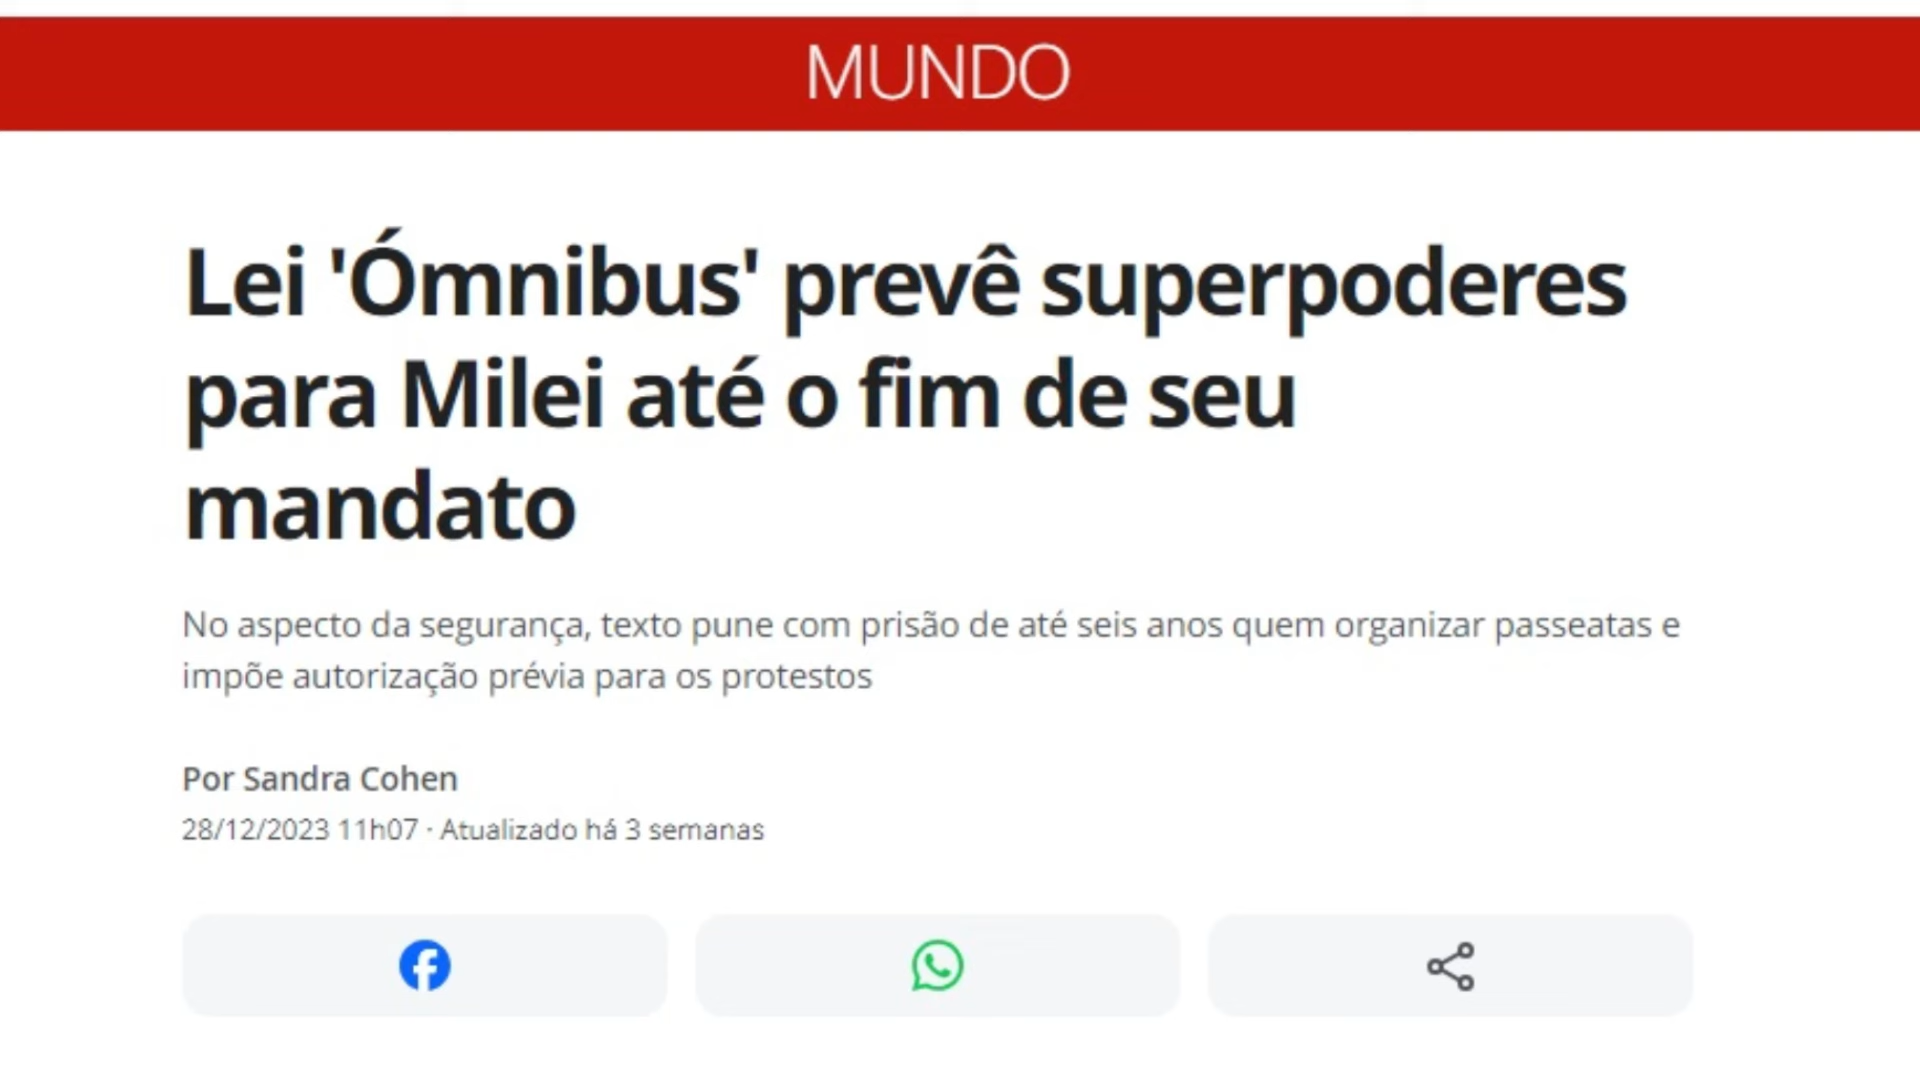 MUNDO
Lei 'Ómnibus' prevê superpoderes
para Milei até o fim de seu
mandato
No aspecto da segurança, texto pune com prisão de até seis anos quem organizar passeatas e
impõe autorização prévia para os protestos
Por Sandra Cohen
28/12/2023 11h07 · Atualizado há 3 semanas